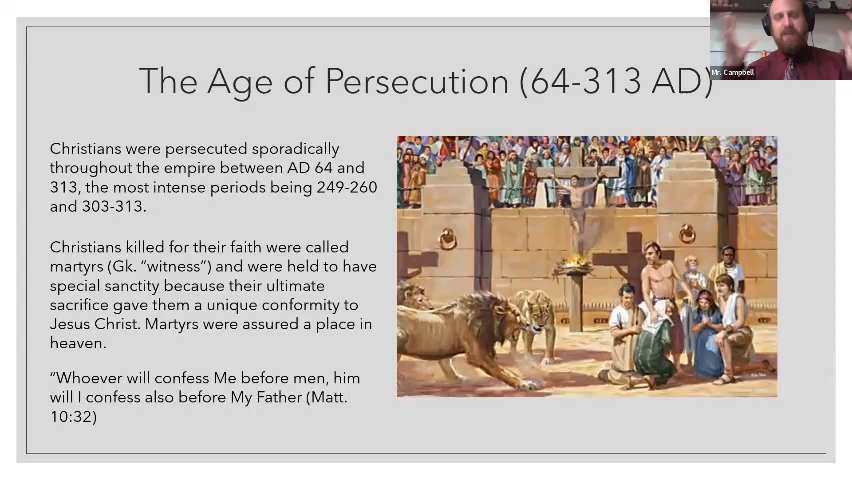 Mr. Campbell
The Age of Persecution (64-313 AD)
Christians were persecuted sporadically
throughout the empire between AD 64 and
313, the most intense periods being 249-260
and 303-313.
Christians killed for their faith were called
martyrs (Gk. “witness”) and were held to have
special sanctity because their ultimate
sacrifice gave them a unique conformity to
Jesus Christ. Martyrs were assured a place in
heaven.
“Whoever will confess Me before men, him
will I confess also before My Father (Matt.
10:32)